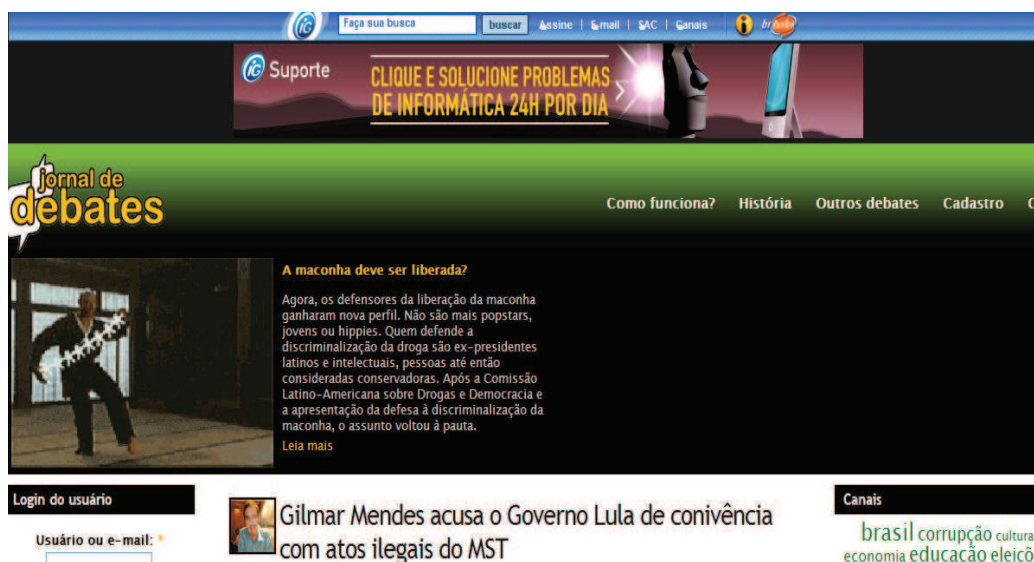 iG
Faça sua busca
buscar
Assine | E-mail | SAC | Canais
iG Suporte
CLIQUE E SOLUCIONE PROBLEMAS
DE INFORMÁTICA 24H POR DIA
jornal de
debates
Como funciona? História Outros debates Cadastro
A maconha deve ser liberada?
Agora, os defensores da liberação da maconha
ganharam nova perfil. Não são mais popstars,
jovens ou hippies. Quem defende a
discriminalização da droga são ex-presidentes
latinos e intelectuais, pessoas até então
consideradas conservadoras. Após a Comissão
Latino-Americana sobre Drogas e Democracia e
a apresentação da defesa à discriminalização da
maconha, o assunto voltou à pauta.
Leia mais
Login do usuário
Usuário ou e-mail: *
Gilmar Mendes acusa o Governo Lula de conivência
com atos ilegais do MST
Canais
brasil corrupção cultura
economia educação eleiçõ